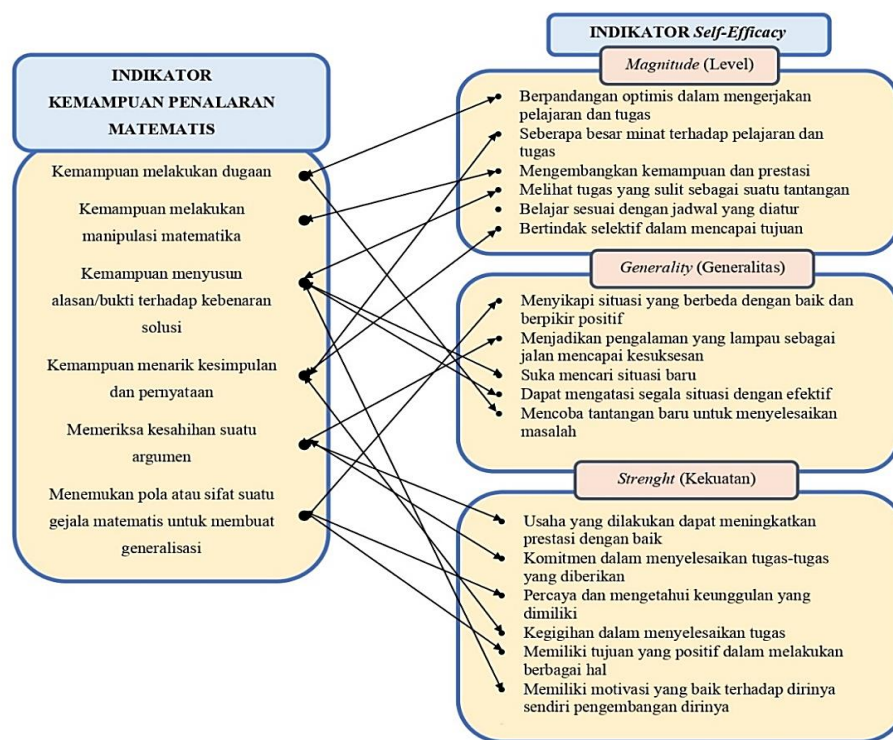 INDIKATOR
KEMAMPUAN PENALARAN
MATEMATIS
Kemampuan melakukan dugaan
Kemampuan melakukan
manipulasi matematika
Kemampuan menyusun
alasan/bukti terhadap kebenaran
solusi
Kemampuan menarik kesimpulan
dan pernyataan
Memeriksa kesahihan suatu
argumen
Menemukan pola atau sifat suatu
gejala matematis untuk membuat
generalisasi
INDIKATOR Self-Efficacy
Magnitude (Level)
Berpandangan optimis dalam mengerjakan
pelajaran dan tugas
Seberapa besar minat terhadap pelajaran dan
tugas
Mengembangkan kemampuan dan prestasi
Melihat tugas yang sulit sebagai suatu tantangan
Belajar sesuai dengan jadwal yang diatur
Bertindak selektif dalam mencapai tujuan
Generality (Generalitas)
Menyikapi situasi yang berbeda dengan baik dan
berpikir positif
Menjadikan pengalaman yang lampau sebagai
jalan mencapai kesuksesan
Suka mencari situasi baru
Dapat mengatasi segala situasi dengan efektif
Mencoba tantangan baru untuk menyelesaikan
masalah
Strenght (Kekuatan)
Usaha yang dilakukan dapat meningkatkan
prestasi dengan baik
Komitmen dalam menyelesaikan tugas-tugas
yang diberikan
Percaya dan mengetahui keunggulan yang
dimiliki
Kegigihan dalam menyelesaikan tugas
Memiliki tujuan yang positif dalam melakukan
berbagai hal
Memiliki motivasi yang baik terhadap dirinya
sendiri pengembangan dirinya